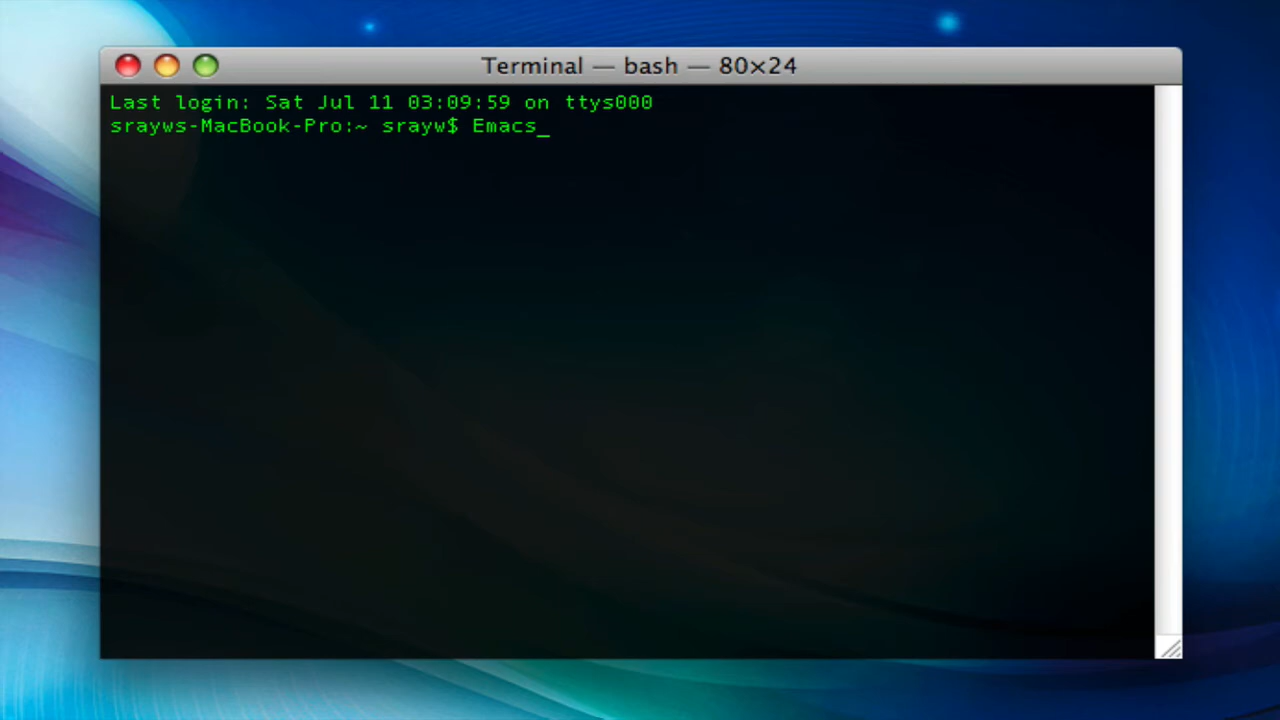 Terminal — bash — 80×24
Last login: Sat Jul 11 03:09:59 on ttys000
srayws-MacBook-Pro:~ srayw$ Emacs_